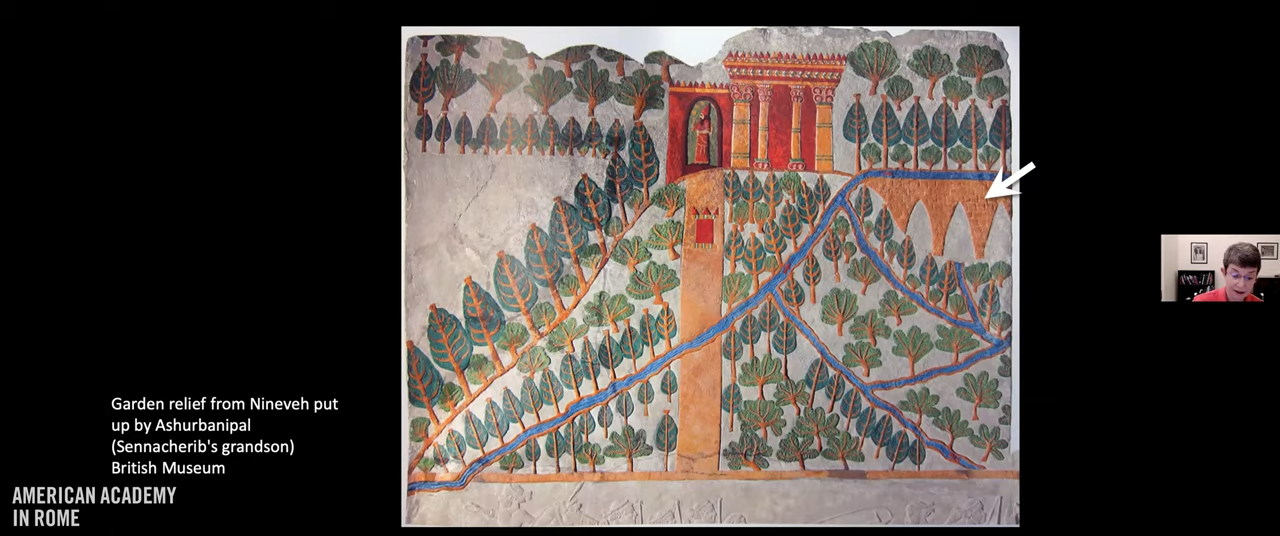 Garden relief from Nineveh put
up by Ashurbanipal
(Sennacherib's grandson)
British Museum
AMERICAN ACADEMY
IN ROME